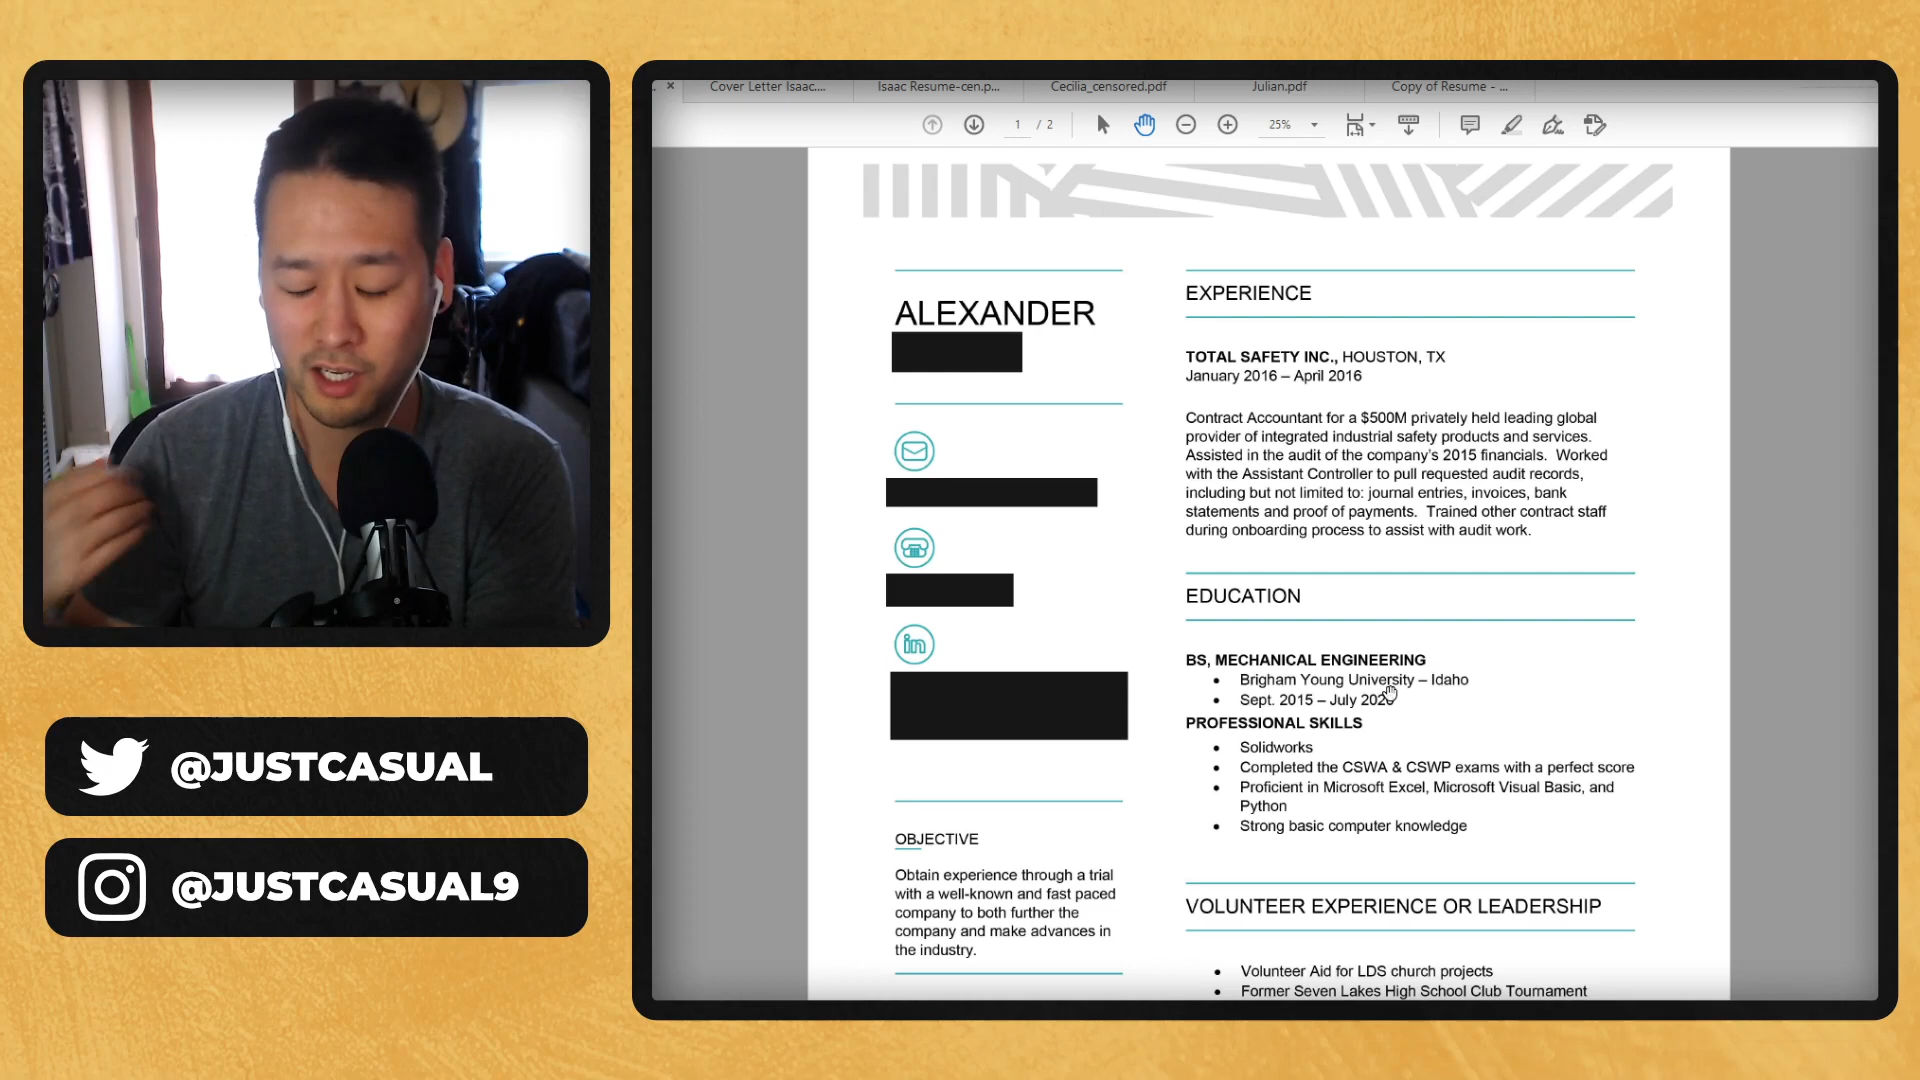 Cover Letter Isaac....
Isaac Resume-cen.p...
Cecilia_censored.pdf
Julian.pdf
Copy of Resume - ...
1 / 2
25%
ALEXANDER
in
OBJECTIVE
Obtain experience through a trial
with a well-known and fast paced
company to both further the
company and make advances in
the industry.
EXPERIENCE
TOTAL SAFETY INC., HOUSTON, TX
January 2016 – April 2016
Contract Accountant for a $500M privately held leading global
provider of integrated industrial safety products and services.
Assisted in the audit of the company's 2015 financials. Worked
with the Assistant Controller to pull requested audit records,
including but not limited to: journal entries, invoices, bank
statements and proof of payments. Trained other contract staff
during onboarding process to assist with audit work.
EDUCATION
BS, MECHANICAL ENGINEERING
• Brigham Young University – Idaho
• Sept. 2015 – July 2020
PROFESSIONAL SKILLS
• Solidworks
• Completed the CSWA & CSWP exams with a perfect score
• Proficient in Microsoft Excel, Microsoft Visual Basic, and
Python
• Strong basic computer knowledge
VOLUNTEER EXPERIENCE OR LEADERSHIP
• Volunteer Aid for LDS church projects
• Former Seven Lakes High School Club Tournament
@JUSTCASUAL
@JUSTCASUAL9